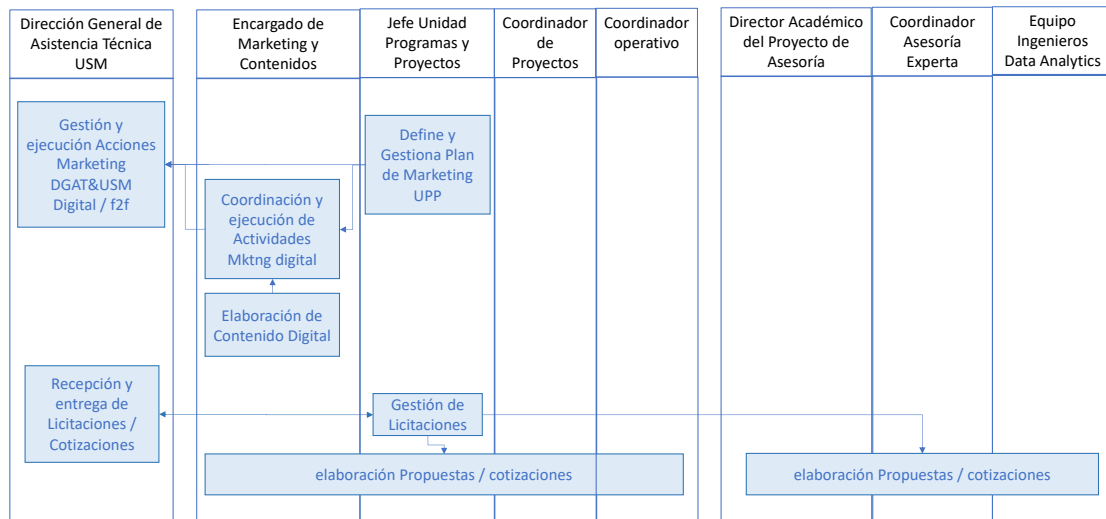 Dirección General de
Asistencia Técnica
USM
Encargado de
Marketing y
Contenidos
Jefe Unidad
Programas y
Proyectos
Coordinador
de
Proyectos
Coordinador
operativo
Director Académico
del Proyecto de
Asesoría
Coordinador
Asesoría
Experta
Equipo
Ingenieros
Data Analytics
Gestión y
ejecución Acciones
Marketing
DGAT&USM
Digital / f2f
Define y
Gestiona Plan
de Marketing
UPP
Coordinación y
ejecución de
Actividades
Mktng digital
Elaboración de
Contenido Digital
Recepción y
entrega de
Licitaciones /
Cotizaciones
Gestión de
Licitaciones
elaboración Propuestas / cotizaciones
elaboración Propuestas / cotizaciones